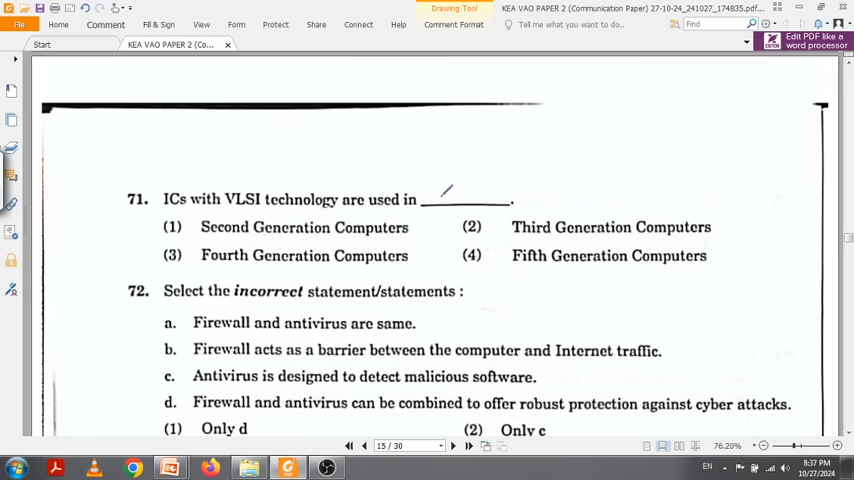 Drawing Tool
KEA VAO PAPER 2 (Communication Paper) 27-10-24_241027_174835.pdf...
File
Home
Comment
Fill & Sign
View
Form
Protect
Share
Connect
Help
Comment Format
Tell me what you want to do...
Find
Start
KEA VAO PAPER 2 (Co...
Edit PDF like a
word processor
EDITOR
71. ICs with VLSI technology are used in __________.
(1) Second Generation Computers (2) Third Generation Computers
(3) Fourth Generation Computers (4) Fifth Generation Computers
72. Select the incorrect statement/statements :
a. Firewall and antivirus are same.
b. Firewall acts as a barrier between the computer and Internet traffic.
c. Antivirus is designed to detect malicious software.
d. Firewall and antivirus can be combined to offer robust protection against cyber attacks.
(1) Only d (2) Only c
15 / 30
76.20%
EN
8:37 PM
10/27/2024